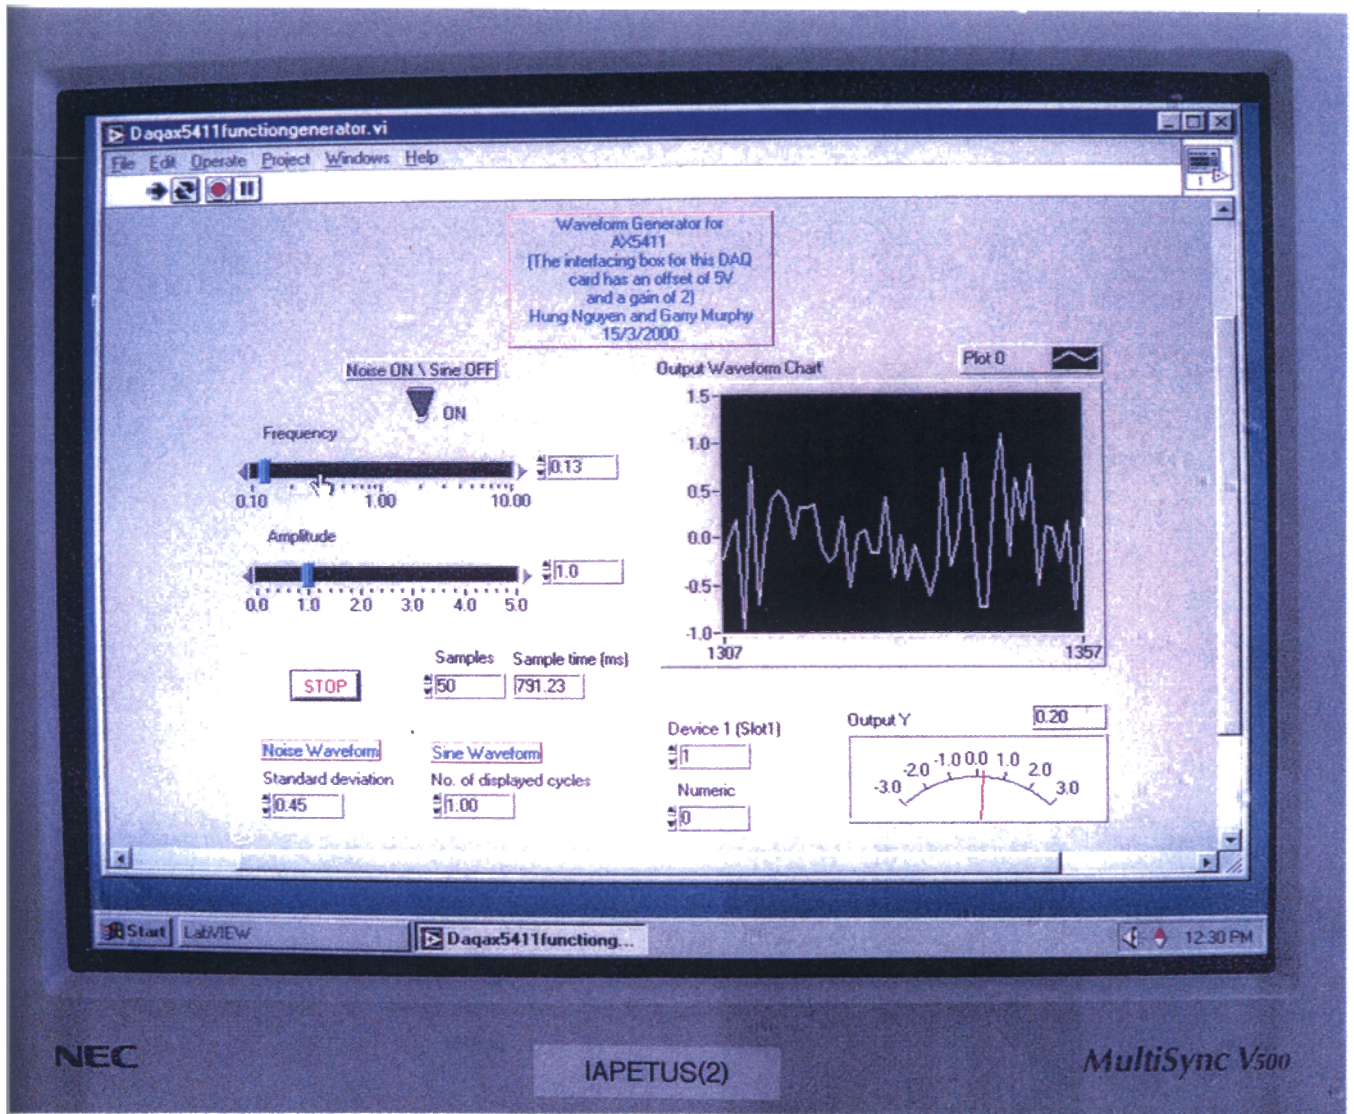 Daqax5411functiongenerator.vi
File Edit Operate Project Windows Help
1
Waveform Generator for
AX5411
(The interfacing box for this DAQ
card has an offset of 5V
and a gain of 2)
Hung Nguyen and Garry Murphy
15/3/2000
Noise ON \ Sine OFF
ON
Frequency
0.13
0.10 1.00 10.00
Amplitude
1.0
0.0 1.0 2.0 3.0 4.0 5.0
Output Waveform Chart
Plot 0
1.5
1.0
0.5
0.0
-0.5
-1.0
1307 1357
STOP
Samples Sample time (ms)
50 791.23
Noise Waveform Sine Waveform
Standard deviation No. of displayed cycles
0.45 1.00
Device 1 (Slot1)
1
Numeric
0
Output Y 0.20
-3.0 -2.0 -1.0 0.0 1.0 2.0 3.0
Start LabVIEW Daqax5411functiong... 12:30 PM
NEC IAPETUS(2) MultiSync V500